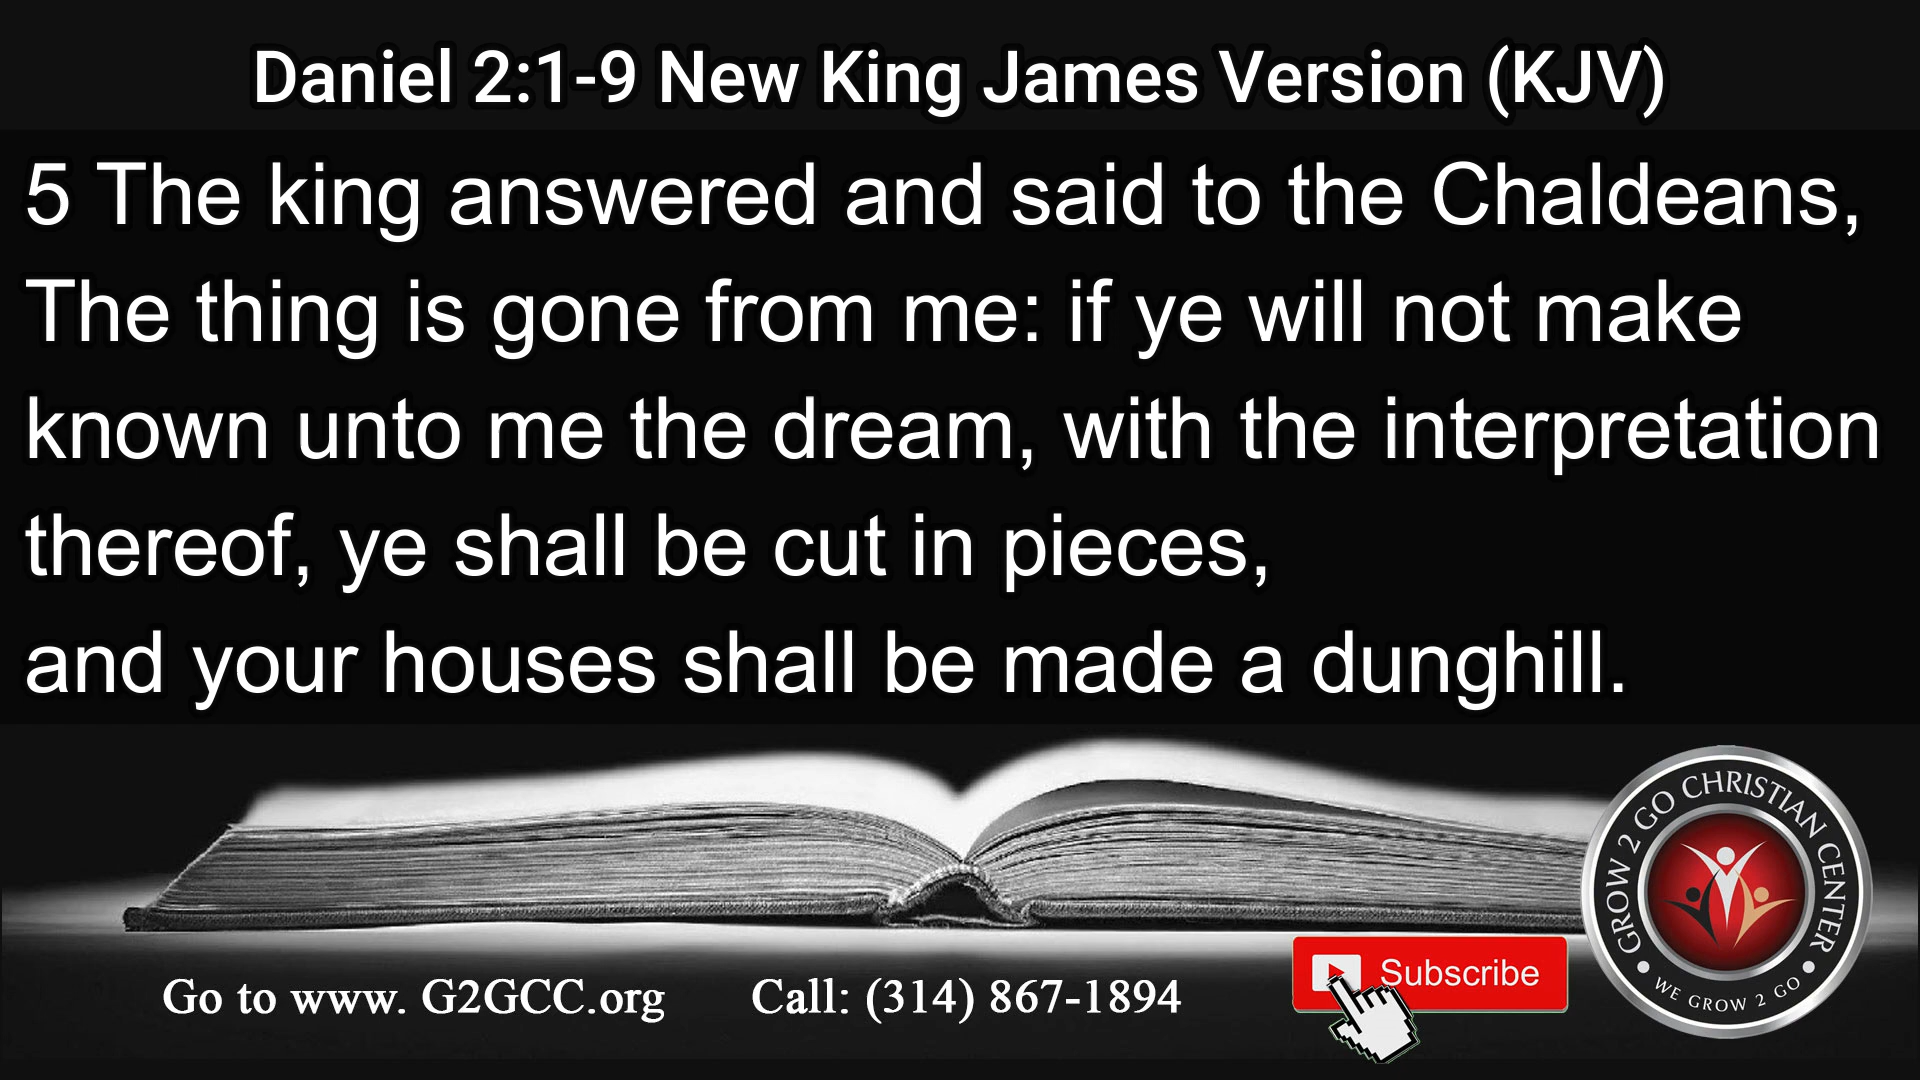 Daniel 2:1-9 New King James Version (KJV)
5 The king answered and said to the Chaldeans,
The thing is gone from me: if ye will not make
known unto me the dream, with the interpretation
thereof, ye shall be cut in pieces,
and your houses shall be made a dunghill.
GROW 2 GO CHRISTIAN CENTER
WE GROW 2 GO
Subscribe
Go to www. G2GCC.org Call: (314) 867-1894